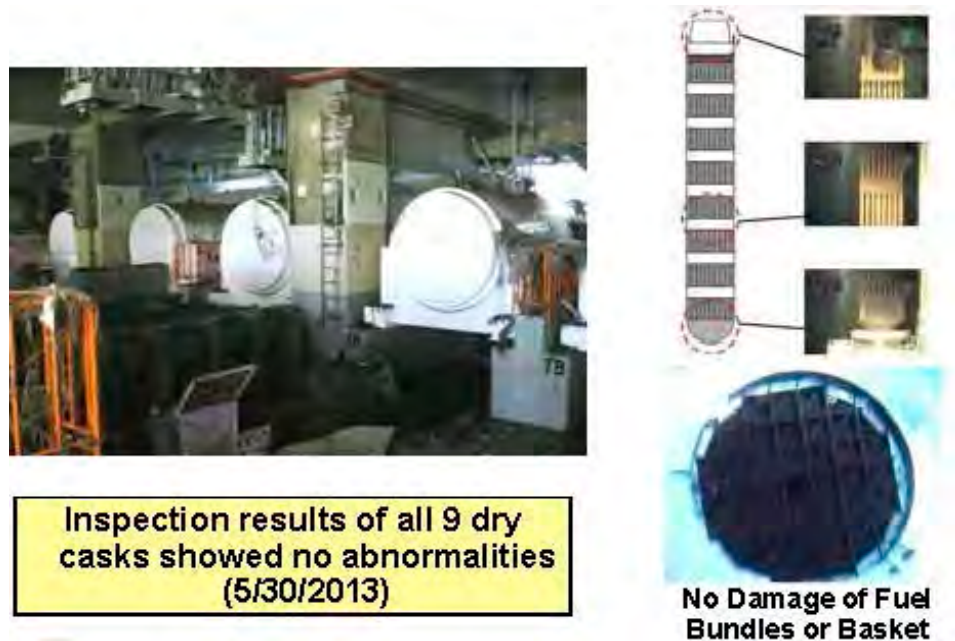 Inspection results of all 9 dry
casks showed no abnormalities
(5/30/2013)
No Damage of Fuel
Bundles or Basket